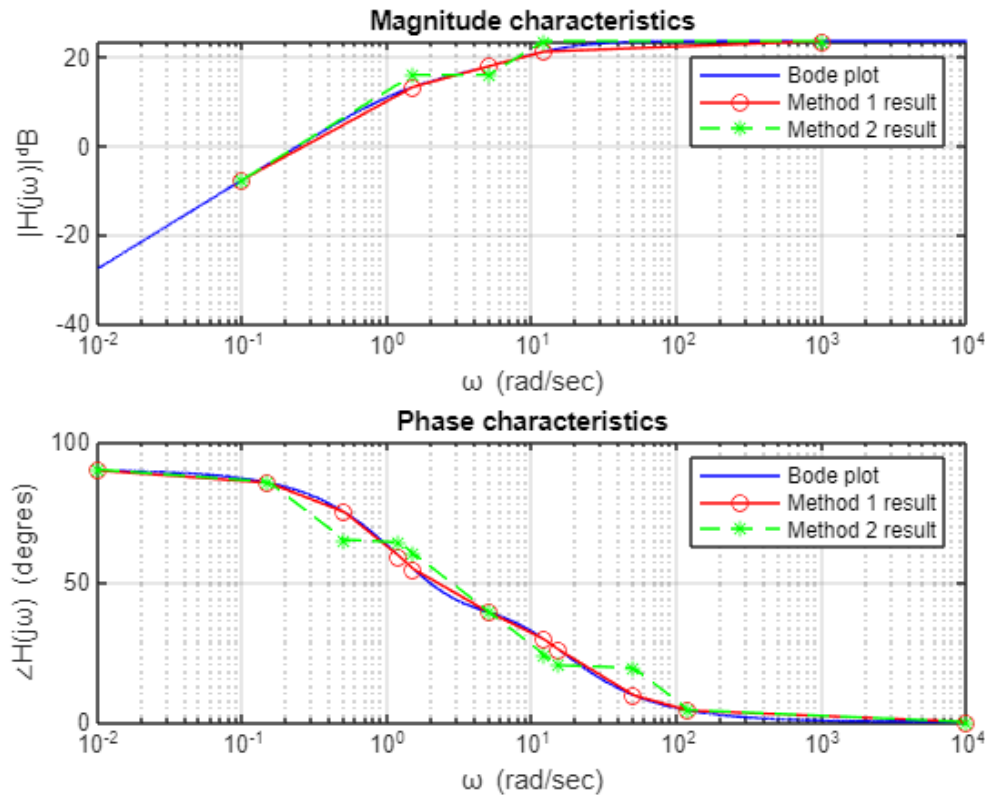 Magnitude characteristics
|H(jω)|dB
20
0
-20
-40
Bode plot
Method 1 result
Method 2 result
10-2
10-1
100
101
102
103
104
ω (rad/sec)
Phase characteristics
∠H(jω) (degres)
100
50
0
Bode plot
Method 1 result
Method 2 result
10-2
10-1
100
101
102
103
104
ω (rad/sec)